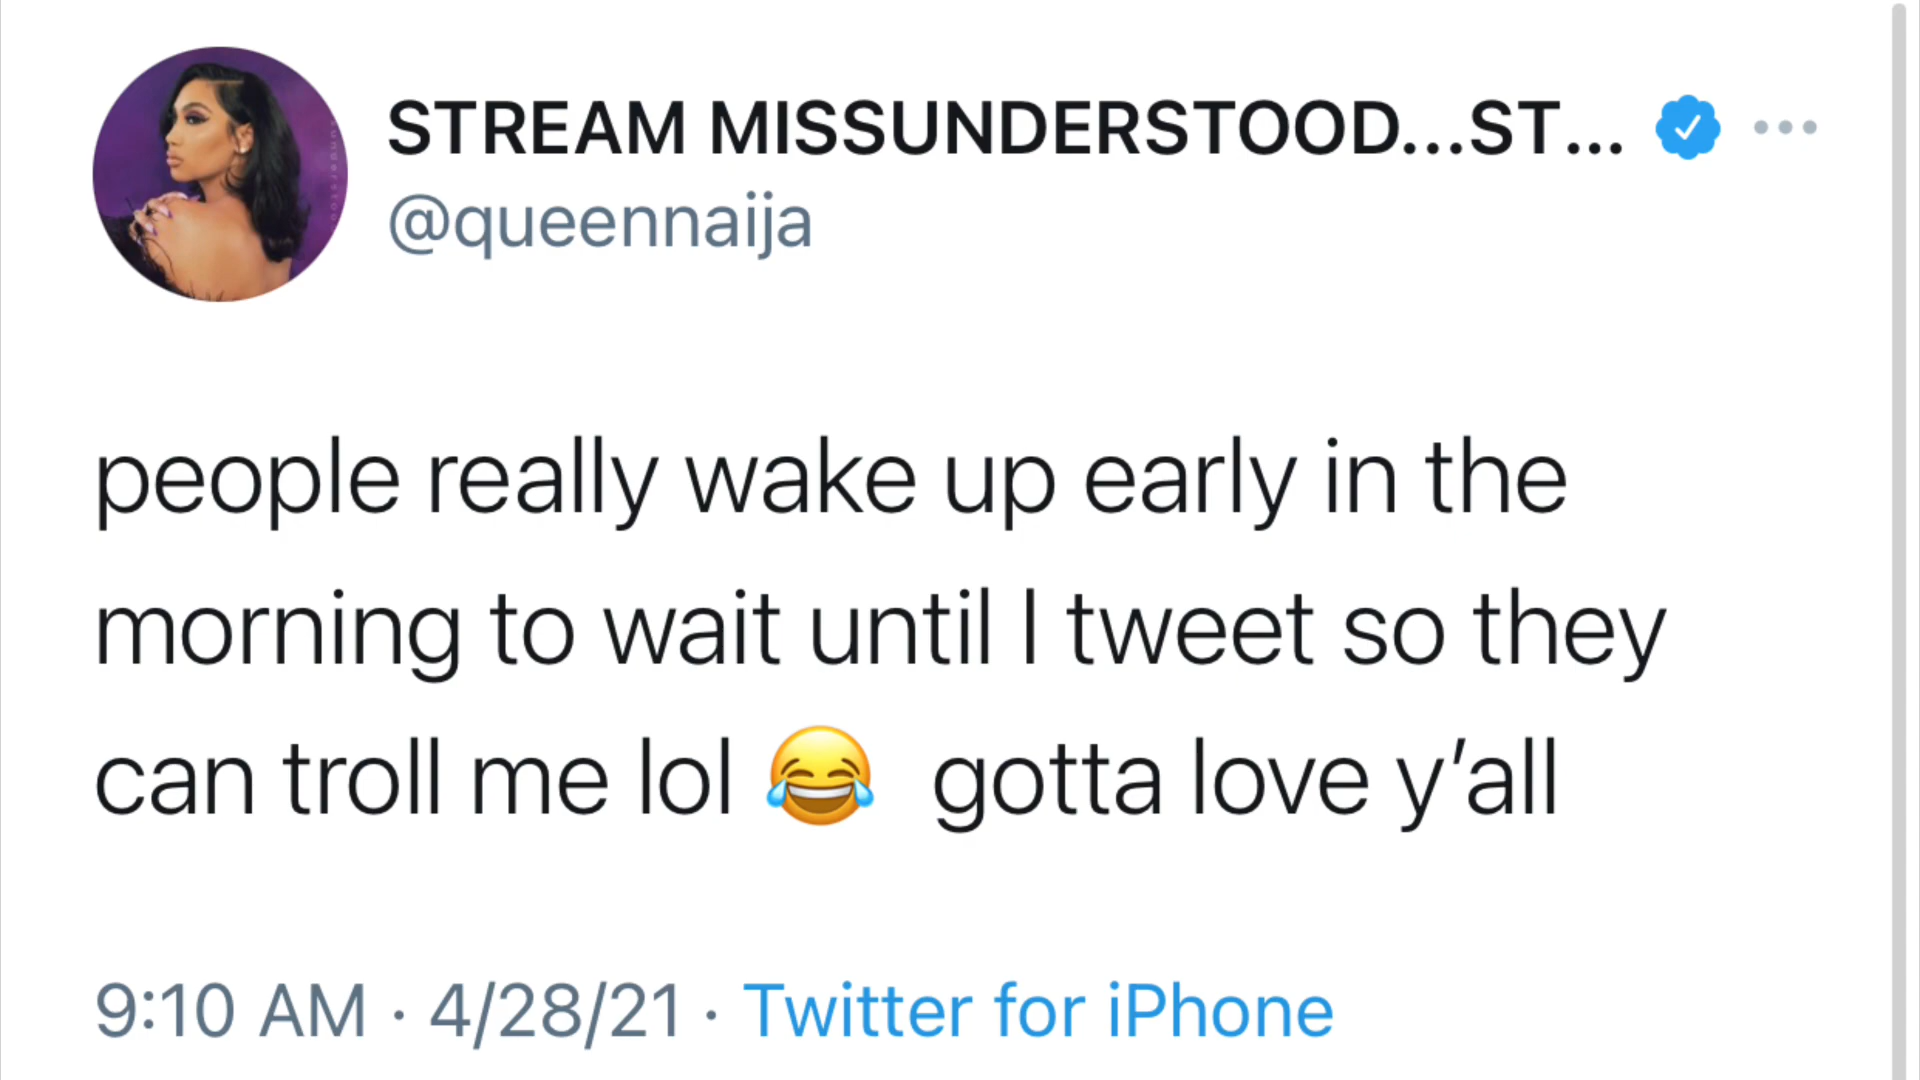 STREAM MISSUNDERSTOOD...ST...
@queennaija
people really wake up early in the
morning to wait until I tweet so they
can troll me lol 😂 gotta love y’all
9:10 AM · 4/28/21 · Twitter for iPhone